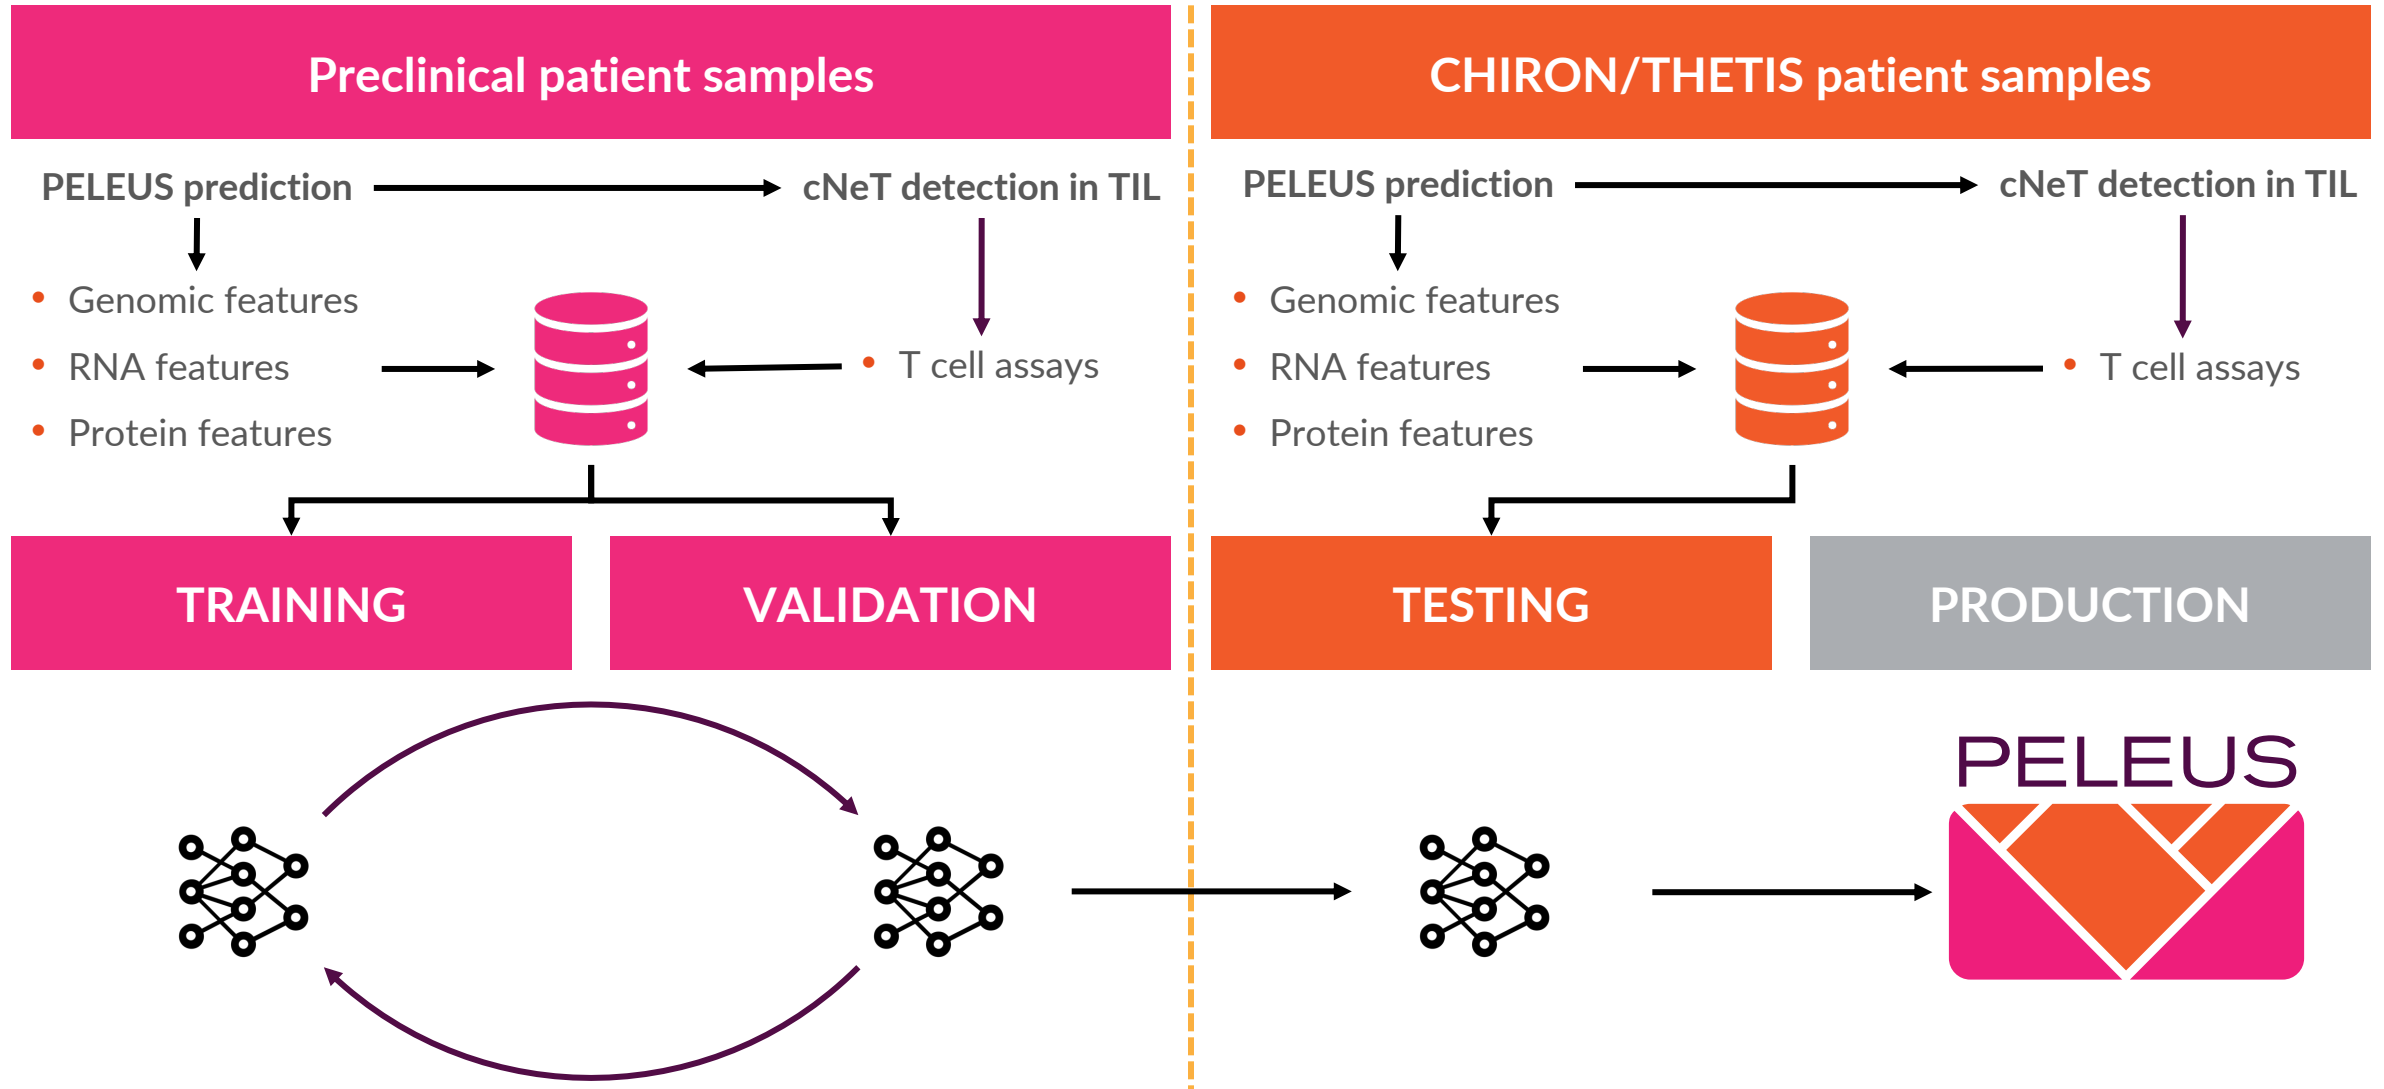 Preclinical patient samples
PELEUS prediction
cNeT detection in TIL
• Genomic features
• RNA features
• Protein features
• T cell assays
TRAINING
VALIDATION
CHIRON/THETIS patient samples
PELEUS prediction
cNeT detection in TIL
• Genomic features
• RNA features
• Protein features
• T cell assays
TESTING
PRODUCTION
PELEUS